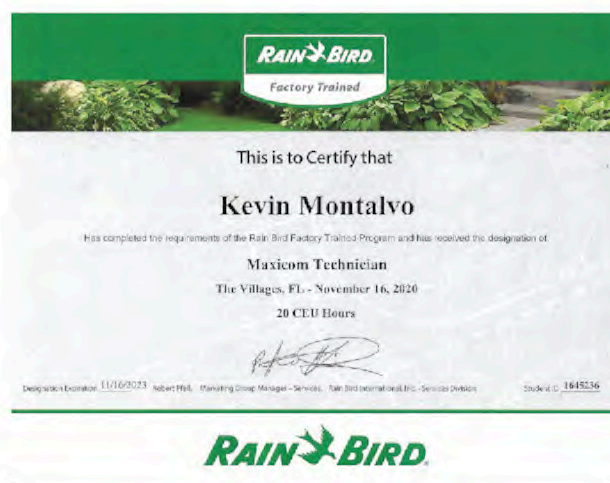 RAIN BIRD
Factory Trained
This is to Certify that
Kevin Montalvo
Has completed the requirements of the Rain Bird Factory Trained Program and has received the designation of
Maxicom Technician
The Villages, FL - November 16, 2020
20 CEU Hours
Designation Expiration 11/16/2023 Robert Pfeil, Marketing Group Manager – Services, Rain Bird International, Inc. - Services Division Student ID 1645236
RAIN BIRD